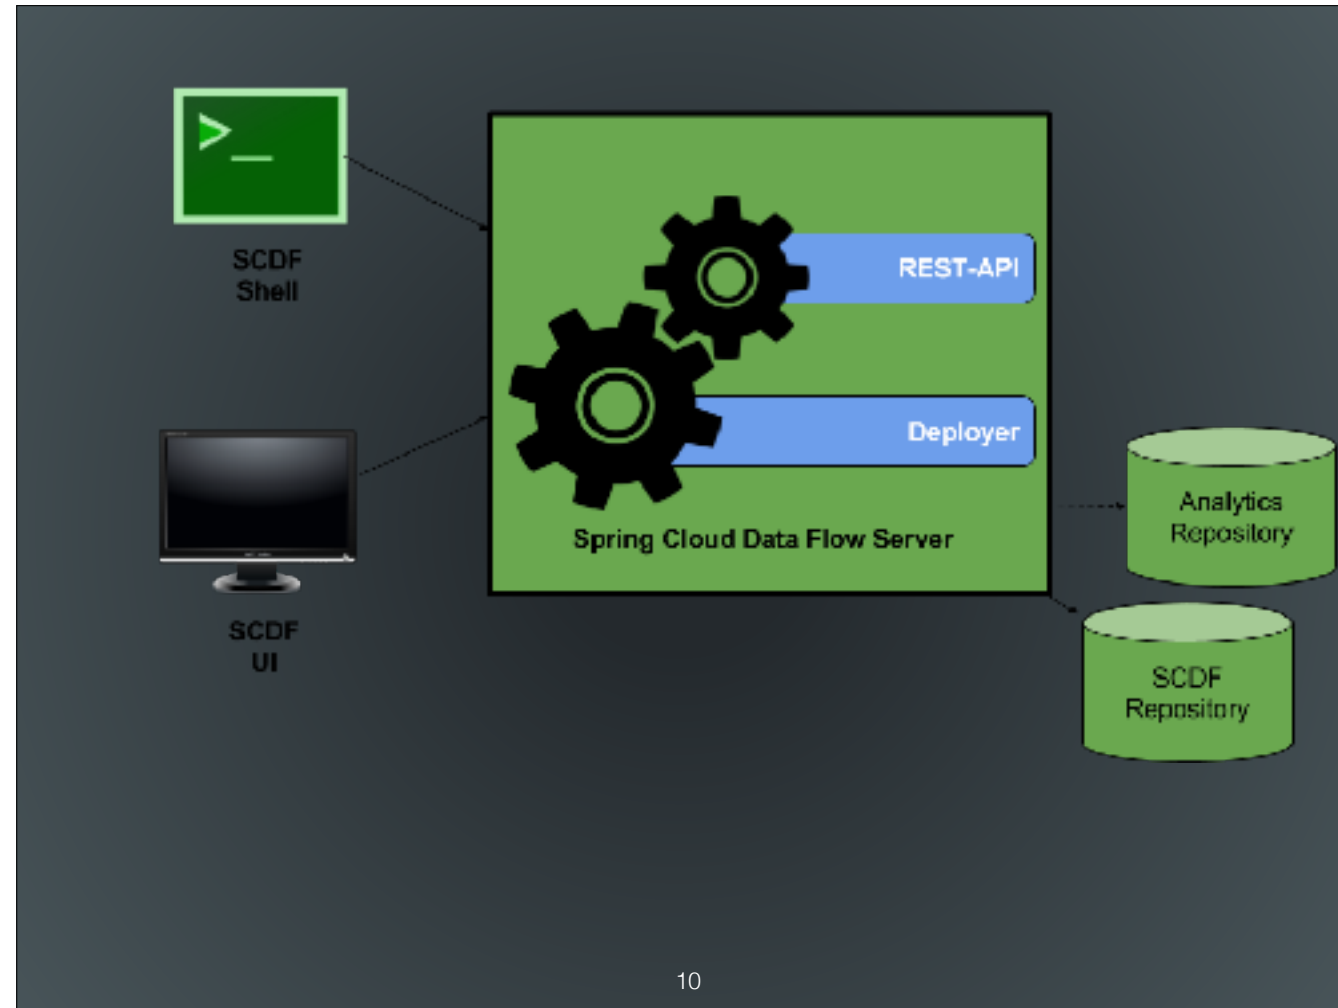 >_
SCDF
Shell
REST-API
Deployer
Spring Cloud Data Flow Server
SCDF
UI
Analytics
Repository
SCDF
Repository
10